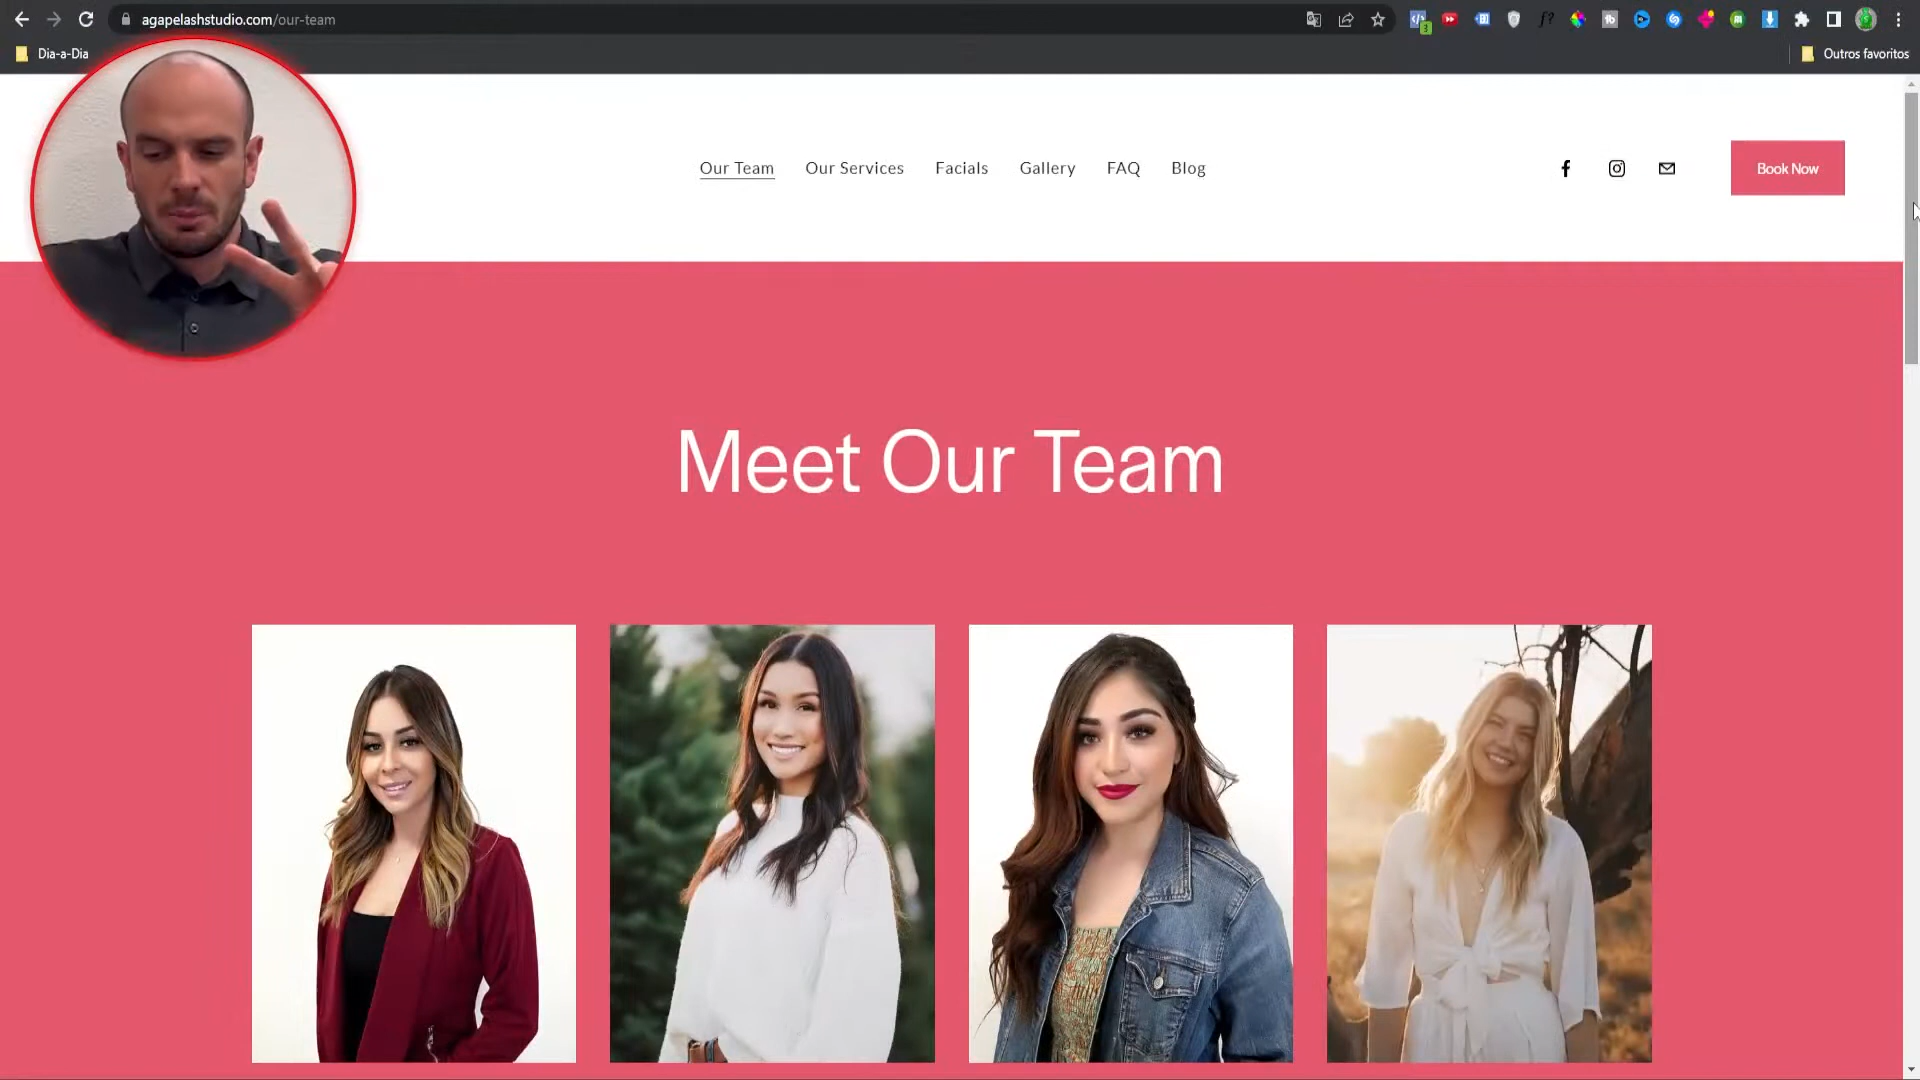 agapelashstudio.com/our-team
Dia-a-Dia
Outros favoritos
Our Team
Our Services
Facials
Gallery
FAQ
Blog
Book Now
Meet Our Team